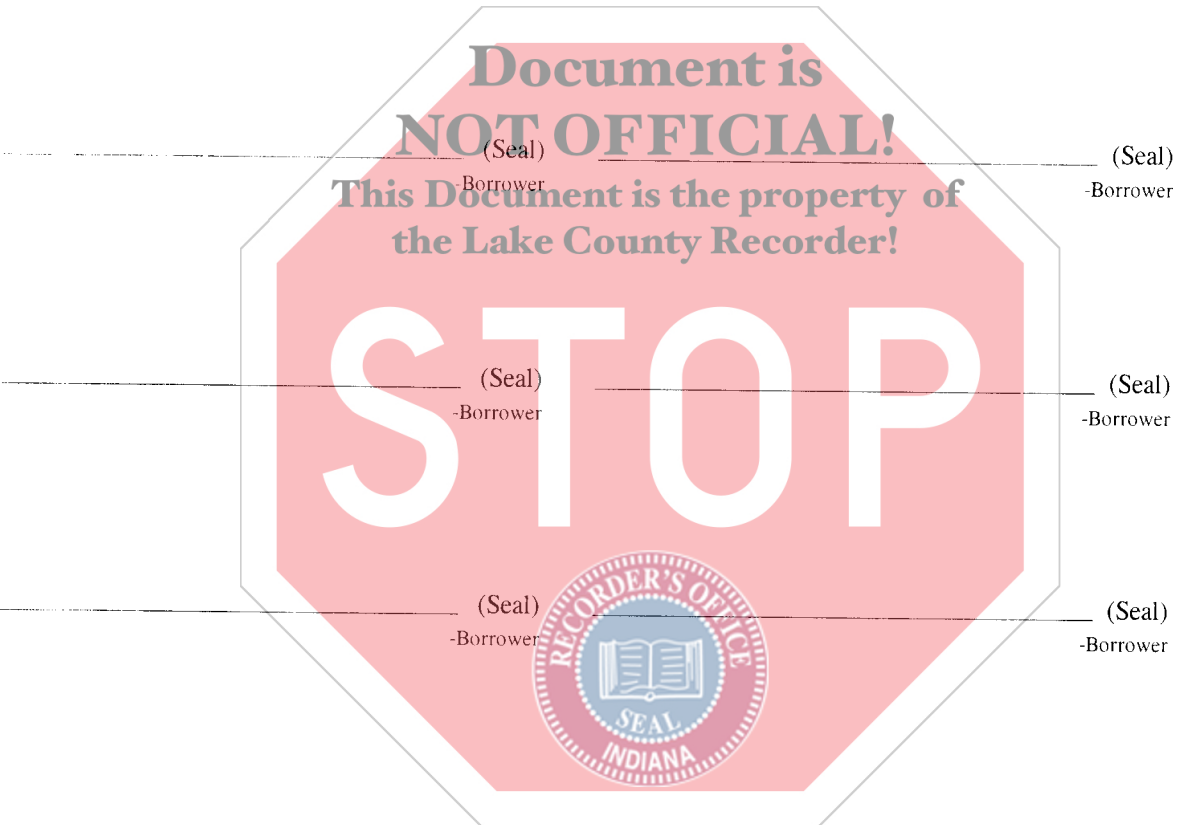 Document is
NOT OFFICIAL!
(Seal) (Seal)
-Borrower -Borrower
This Document is the property of
the Lake County Recorder!
STOP
(Seal) (Seal)
-Borrower -Borrower
RECORDER'S OFFICE
(Seal) (Seal)
-Borrower -Borrower
SEAL
INDIANA